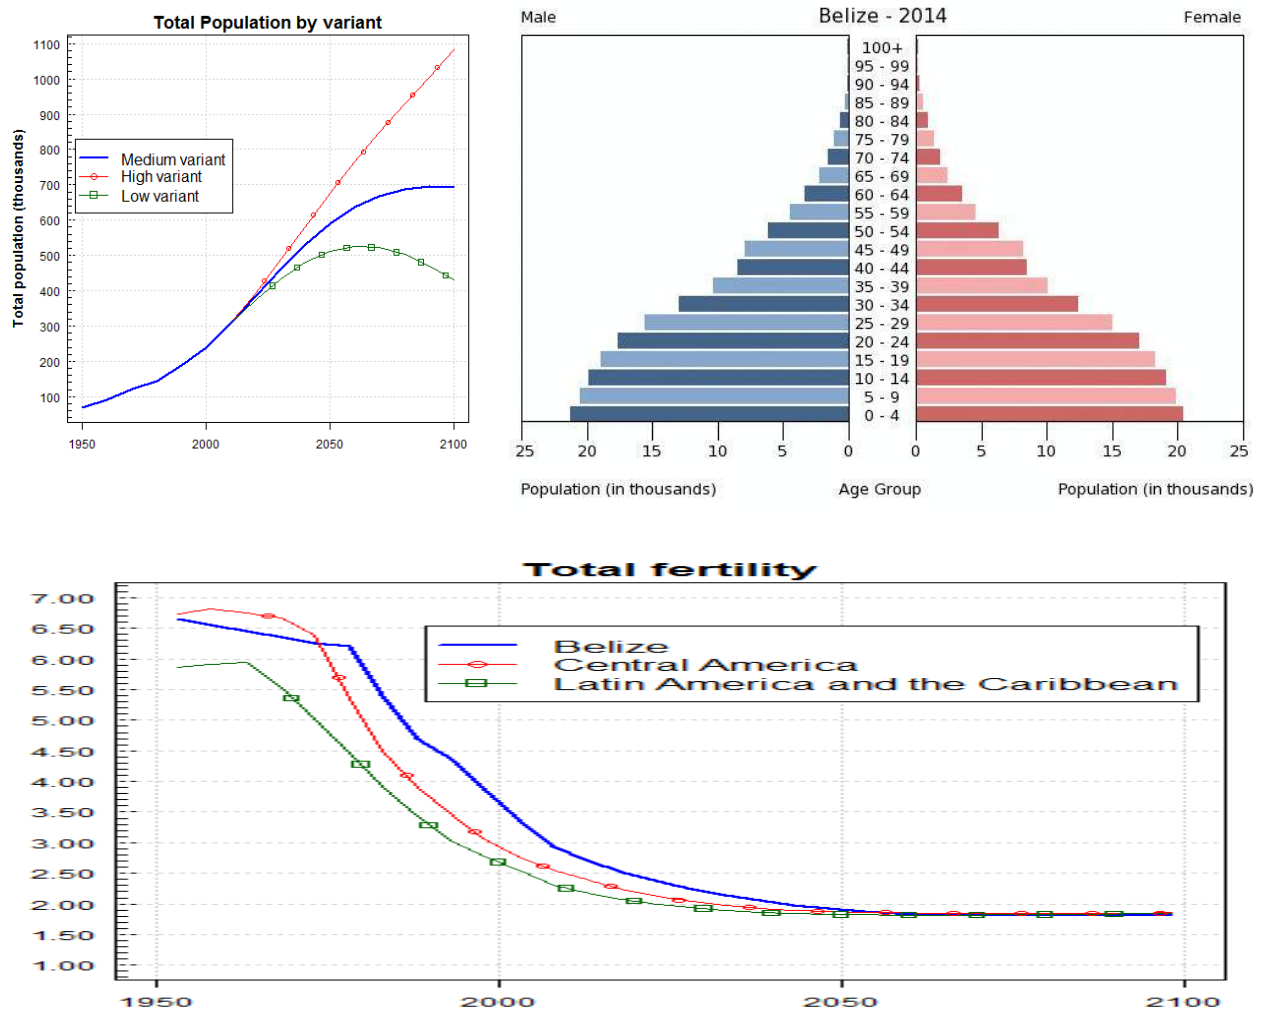 Total Population by variant
Total population (thousands)
1100
1000
900
800
700
600
500
400
300
200
100
1950 2000 2050 2100
Medium variant
High variant
Low variant
Male Belize - 2014 Female
100+
95 - 99
90 - 94
85 - 89
80 - 84
75 - 79
70 - 74
65 - 69
60 - 64
55 - 59
50 - 54
45 - 49
40 - 44
35 - 39
30 - 34
25 - 29
20 - 24
15 - 19
10 - 14
5 - 9
0 - 4
25 20 15 10 5 0 0 5 10 15 20 25
Population (in thousands) Age Group Population (in thousands)
Total fertility
7.00
6.50
6.00
5.50
5.00
4.50
4.00
3.50
3.00
2.50
2.00
1.50
1.00
Belize
Central America
Latin America and the Caribbean
1950 2000 2050 2100